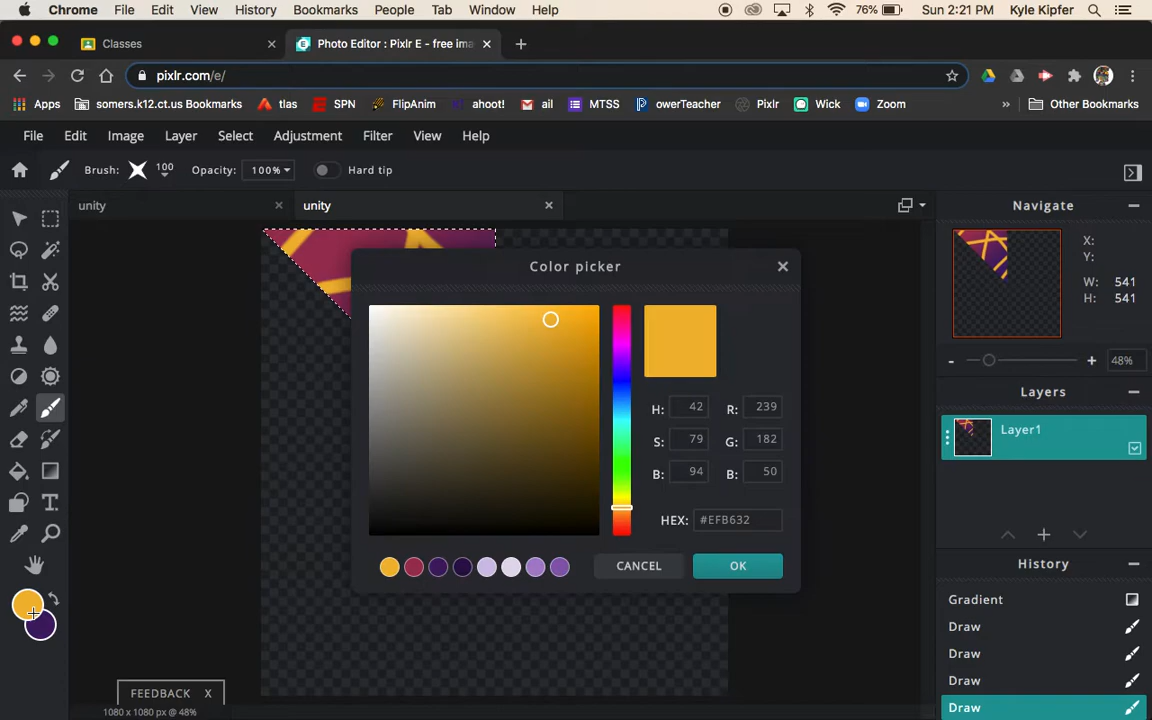 Chrome File Edit View History Bookmarks People Tab Window Help 76% Sun 2:21 PM Kyle Kipfer
Classes Photo Editor : Pixlr E - free ima
pixlr.com/e/
Apps somers.k12.ct.us Bookmarks tlas SPN FlipAnim ahoot! ail MTSS owerTeacher Pixlr Wick Zoom » Other Bookmarks
File Edit Image Layer Select Adjustment Filter View Help
Brush: 100 Opacity: 100% Hard tip
unity unity Navigate
X:
Y:
W: 541
H: 541
- + 48%
Color picker
H: 42 R: 239
S: 79 G: 182
B: 94 B: 50
HEX: #EFB632
CANCEL OK
Layers
Layer1
History
Gradient
Draw
Draw
Draw
Draw
FEEDBACK X
1080 x 1080 px @ 48%